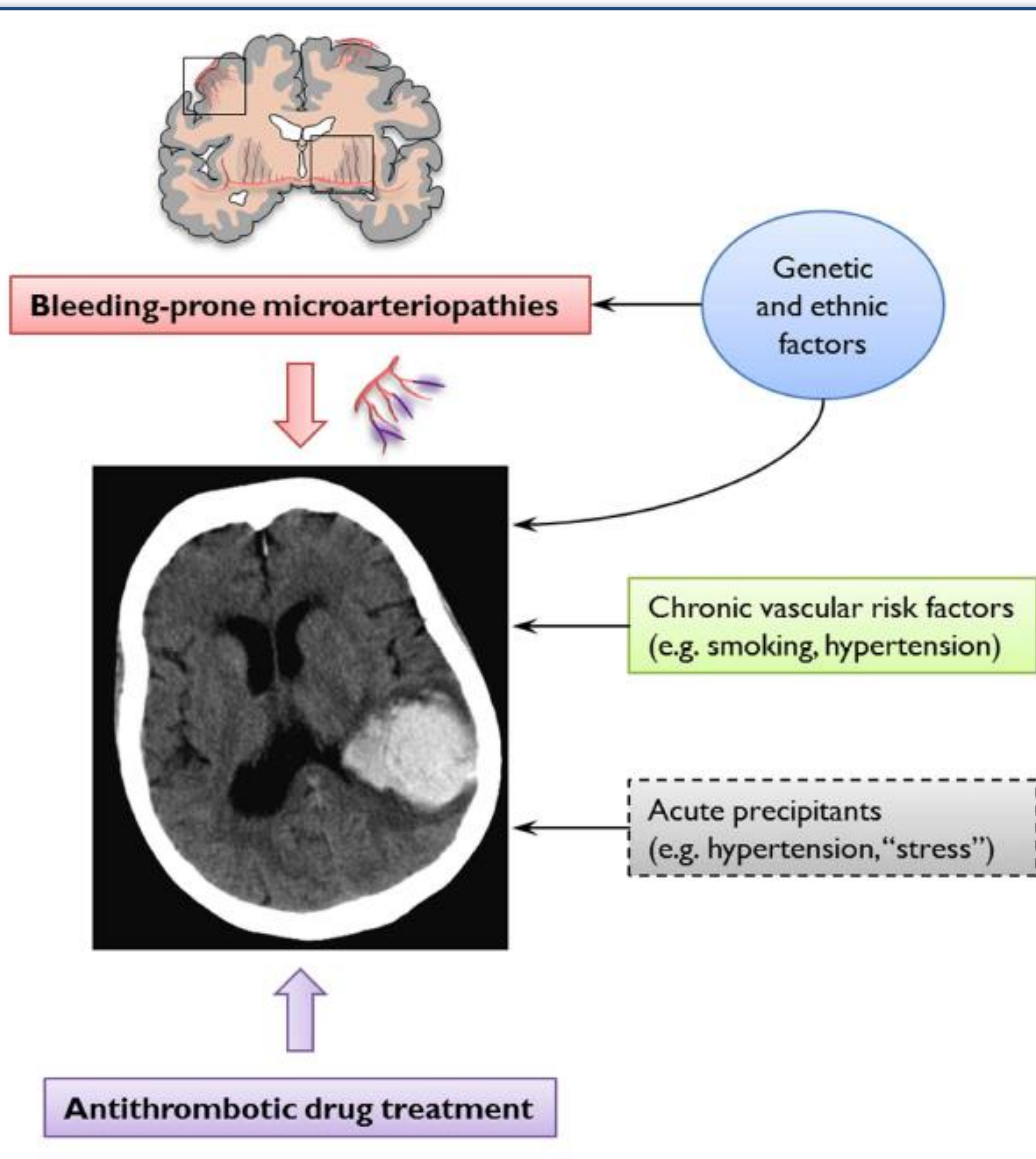 Bleeding-prone microarteriopathies
Genetic
and ethnic
factors
Chronic vascular risk factors
(e.g. smoking, hypertension)
Acute precipitants
(e.g. hypertension, “stress”)
Antithrombotic drug treatment